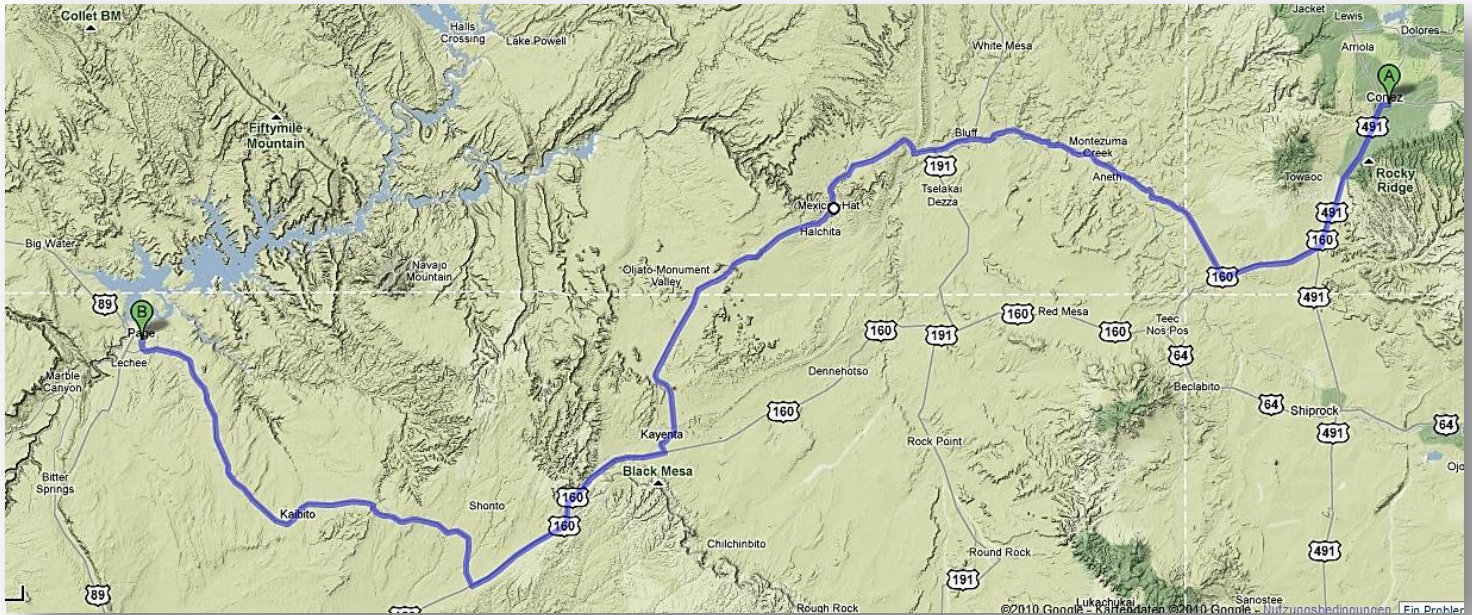 Collet BM
Halls
Crossing
Lake Powell
White Mesa
Jacket
Lewis
Dolores
Arriola
A
Cortez
491
Fiftymile
Mountain
Bluff
Montezuma
Creek
Aneth
191
Towaoc
Rocky
Ridge
Tselakai
Dezza
Mexican Hat
Halchita
491
160
Big Water
Navajo
Mountain
Oljato-Monument
Valley
160
89
491
B
Page
Lechee
Marble
Canyon
160
191
160
Red Mesa
160
Teec
Nos Pos
64
Dennehotso
Beclabito
64
Shiprock
64
160
491
Kayenta
Rock Point
Black Mesa
Bitter
Springs
160
Shonto
Kaibito
160
Chilchinbito
Round Rock
491
191
89
Rough Rock
Lukachukai
Sanostee
©2010 Google - Kartendaten ©2010 Google - Nutzungsbedingungen
Ein Probler